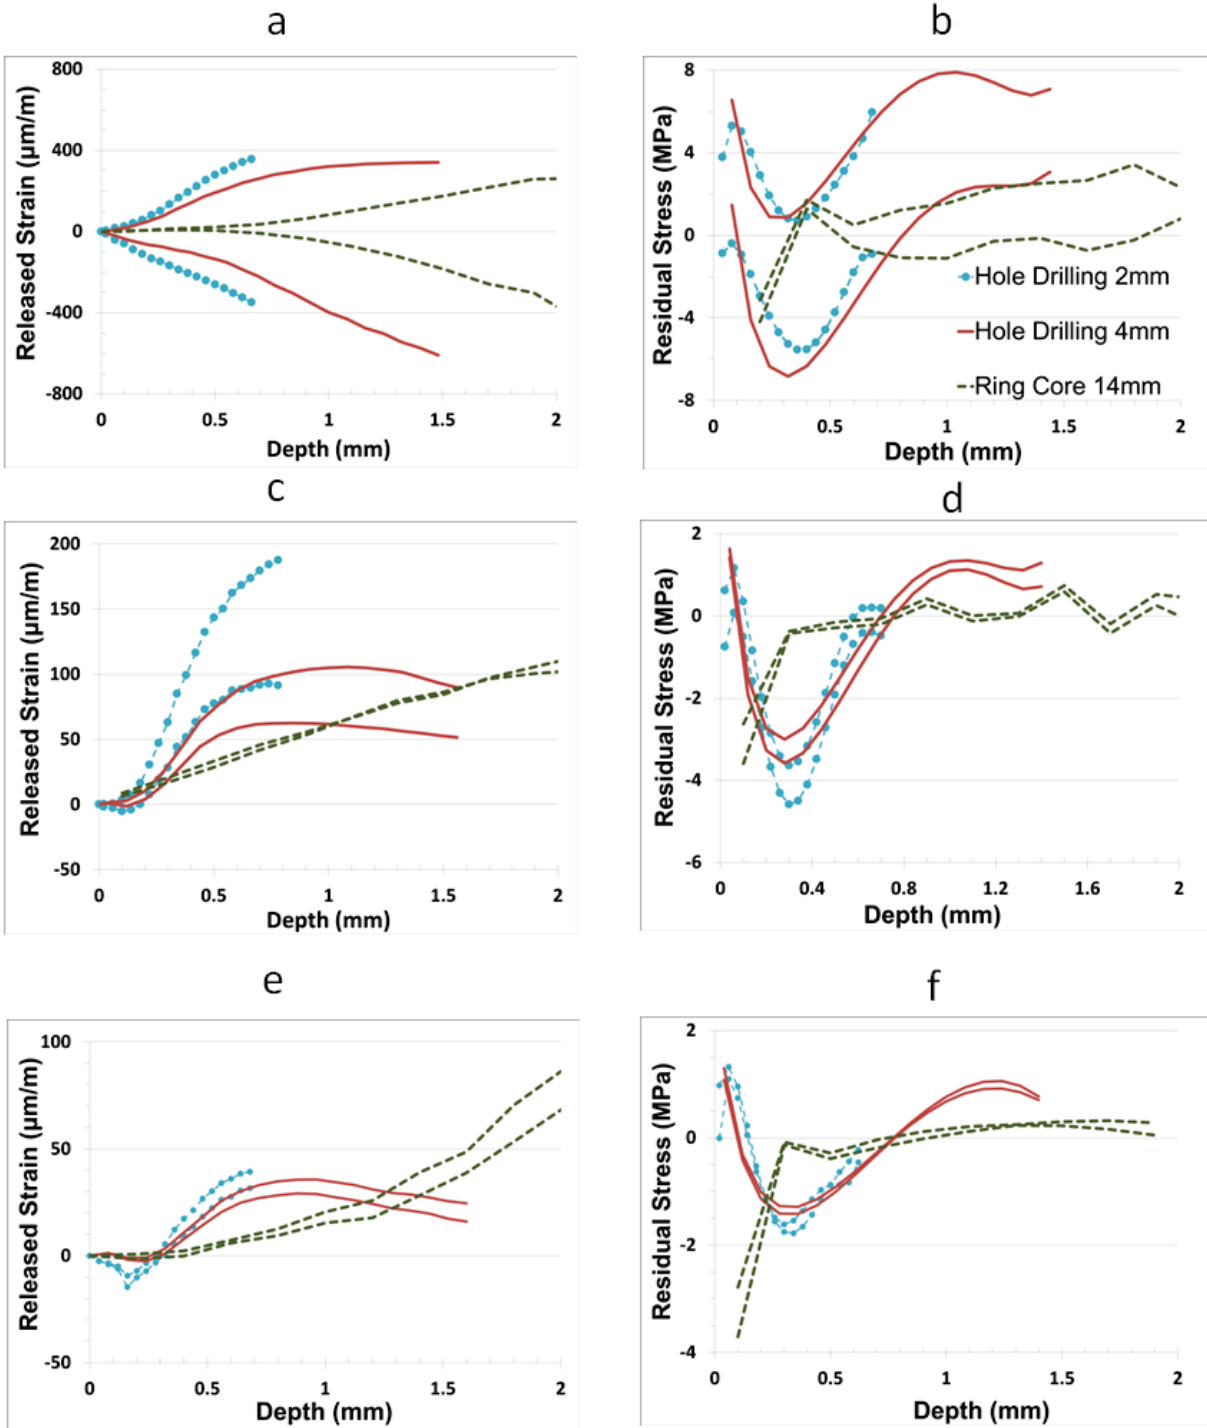 a
b
800
400
0
-400
-800
Released Strain (µm/m)
0
0.5
1
1.5
2
Depth (mm)
8
4
0
-4
-8
Residual Stress (MPa)
Hole Drilling 2mm
Hole Drilling 4mm
Ring Core 14mm
0
0.5
1
1.5
2
Depth (mm)
c
d
200
150
100
50
0
-50
Released Strain (µm/m)
0
0.5
1
1.5
2
Depth (mm)
2
0
-2
-4
-6
Residual Stress (MPa)
0
0.4
0.8
1.2
1.6
2
Depth (mm)
e
f
100
50
0
-50
Released Strain (µm/m)
0
0.5
1
1.5
2
Depth (mm)
2
0
-2
-4
Residual Stress (MPa)
0
0.5
1
1.5
2
Depth (mm)